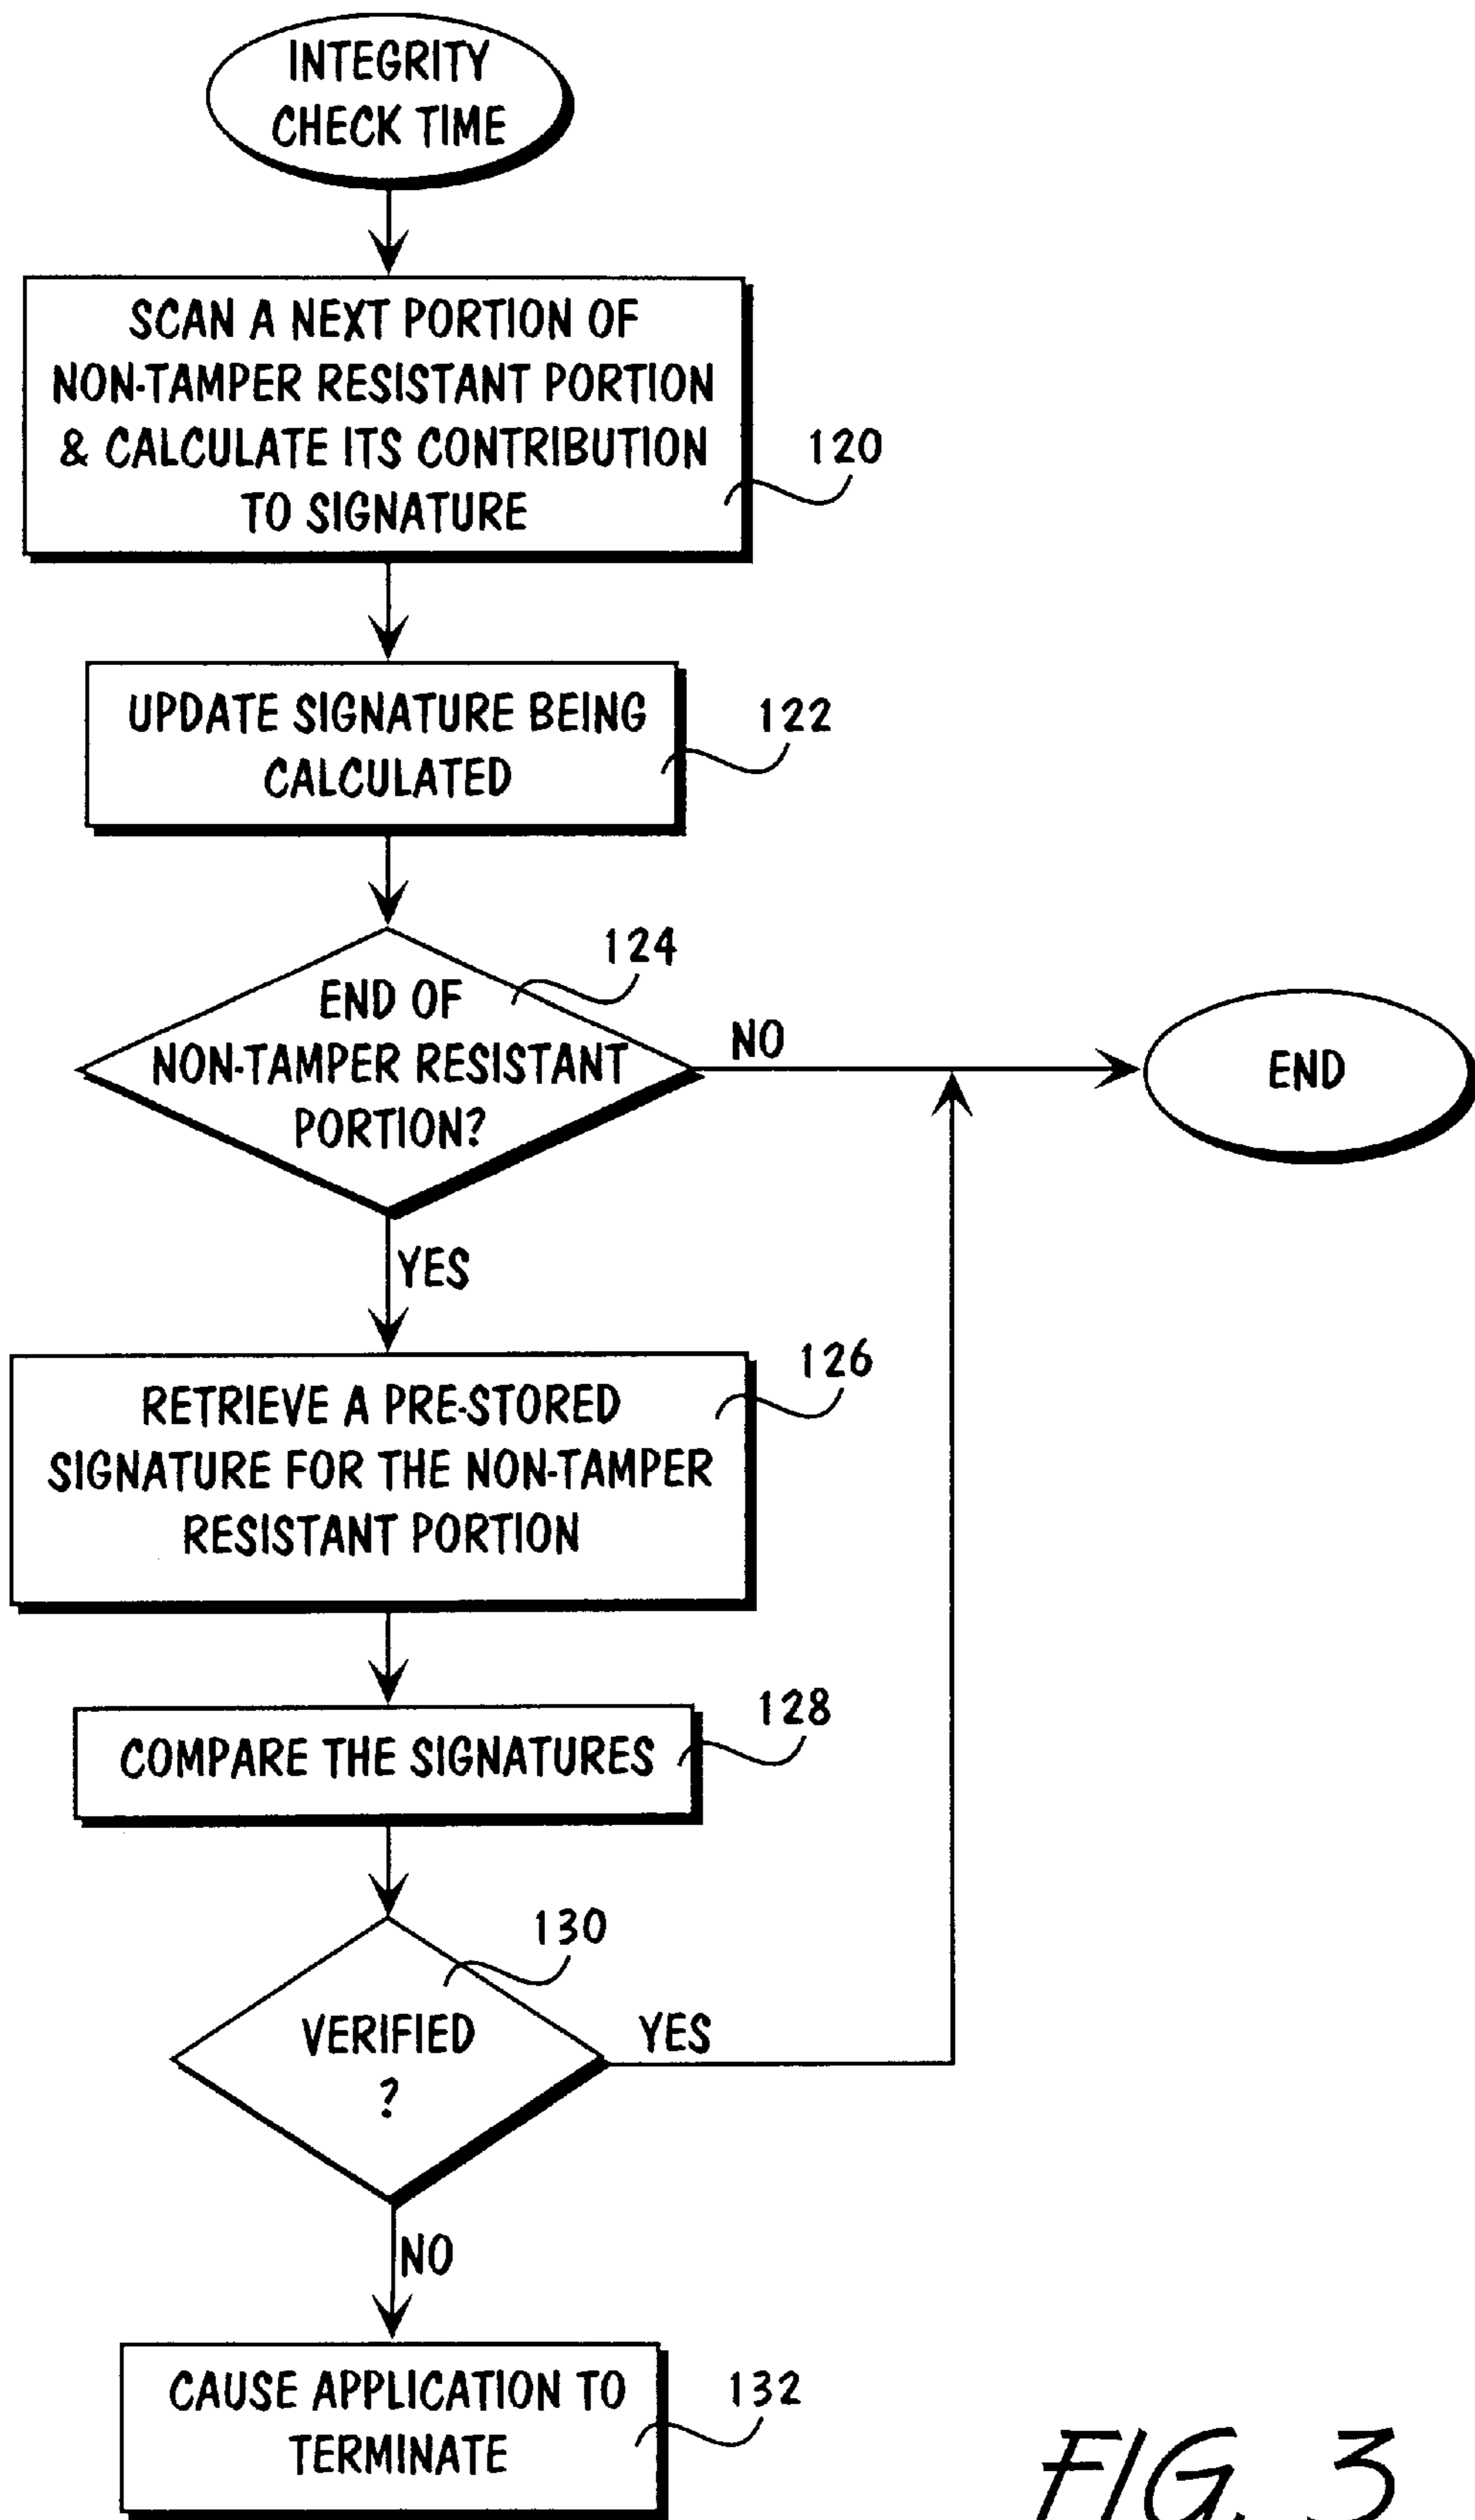 INTEGRITY
CHECK TIME
SCAN A NEXT PORTION OF
NON-TAMPER RESISTANT PORTION
& CALCULATE ITS CONTRIBUTION
TO SIGNATURE
120
UPDATE SIGNATURE BEING
CALCULATED
122
124
END OF
NON-TAMPER RESISTANT
PORTION?
NO
END
YES
126
RETRIEVE A PRE-STORED
SIGNATURE FOR THE NON-TAMPER
RESISTANT PORTION
128
COMPARE THE SIGNATURES
130
VERIFIED
?
YES
NO
CAUSE APPLICATION TO
TERMINATE
132
FIG. 3